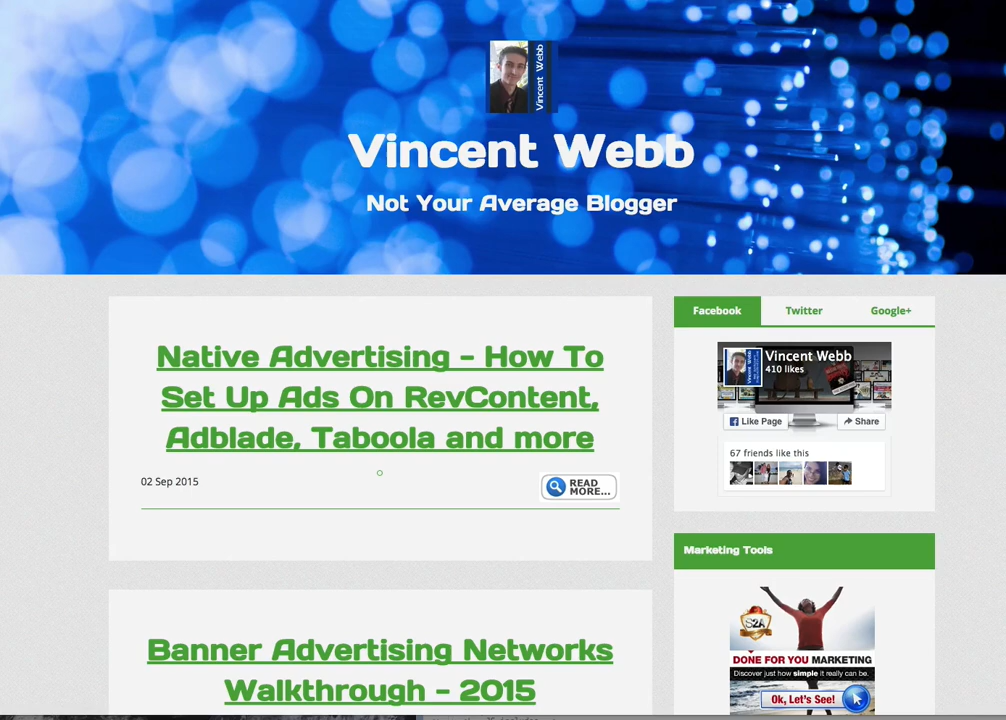 Vincent Webb
Vincent Webb
Not Your Average Blogger
Native Advertising - How To
Set Up Ads On RevContent,
Adblade, Taboola and more
02 Sep 2015
READ
MORE...
Banner Advertising Networks
Walkthrough - 2015
Facebook
Twitter
Google+
Vincent Webb
410 likes
Like Page
Share
67 friends like this
Marketing Tools
S2A
DONE FOR YOU MARKETING
Discover just how simple it really can be.
Ok, Let's See!